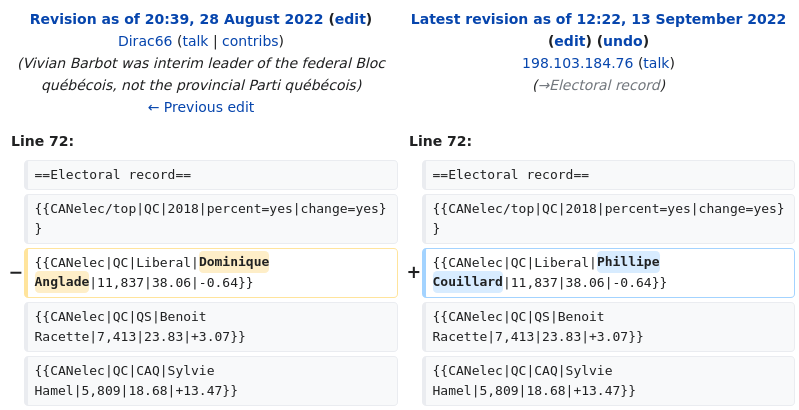 Revision as of 20:39, 28 August 2022 (edit)
Dirac66 (talk | contribs)
(Vivian Barbot was interim leader of the federal Bloc
québécois, not the provincial Parti québécois)
← Previous edit
Latest revision as of 12:22, 13 September 2022
(edit) (undo)
198.103.184.76 (talk)
(→Electoral record)
Line 72:
Line 72:
==Electoral record==
==Electoral record==
{{CANelec/top|QC|2018|percent=yes|change=yes}
}
{{CANelec/top|QC|2018|percent=yes|change=yes}
}
− {{CANelec|QC|Liberal|Dominique
Anglade|11,837|38.06|-0.64}}
+ {{CANelec|QC|Liberal|Phillipe
Couillard|11,837|38.06|-0.64}}
{{CANelec|QC|QS|Benoit
Racette|7,413|23.83|+3.07}}
{{CANelec|QC|QS|Benoit
Racette|7,413|23.83|+3.07}}
{{CANelec|QC|CAQ|Sylvie
Hamel|5,809|18.68|+13.47}}
{{CANelec|QC|CAQ|Sylvie
Hamel|5,809|18.68|+13.47}}